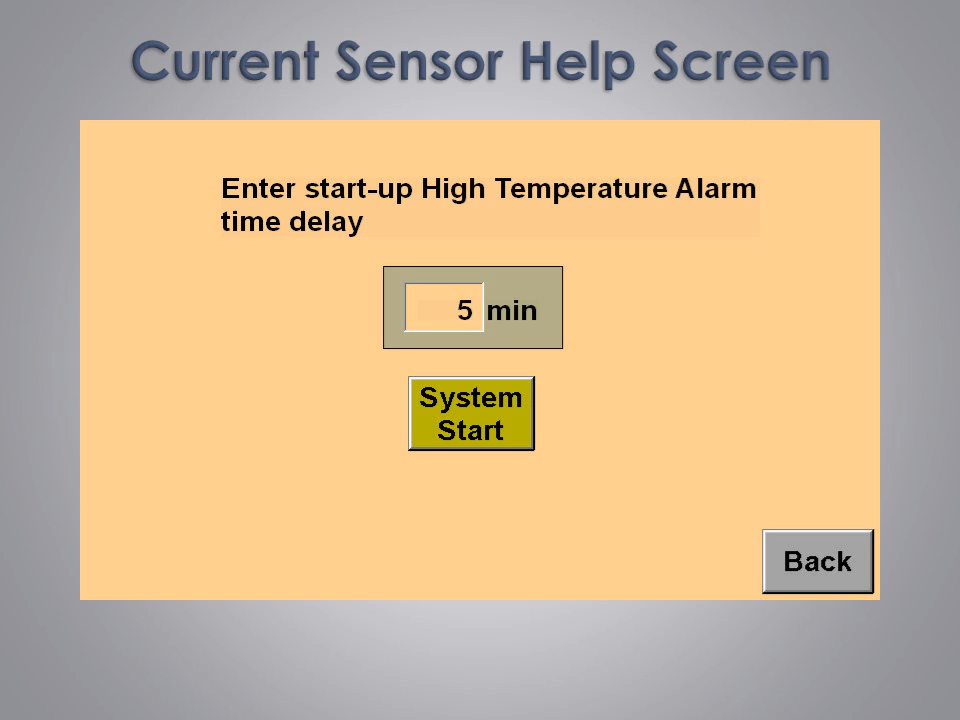 Current Sensor Help Screen
Enter start-up High Temperature Alarm
time delay
5 min
System
Start
Back